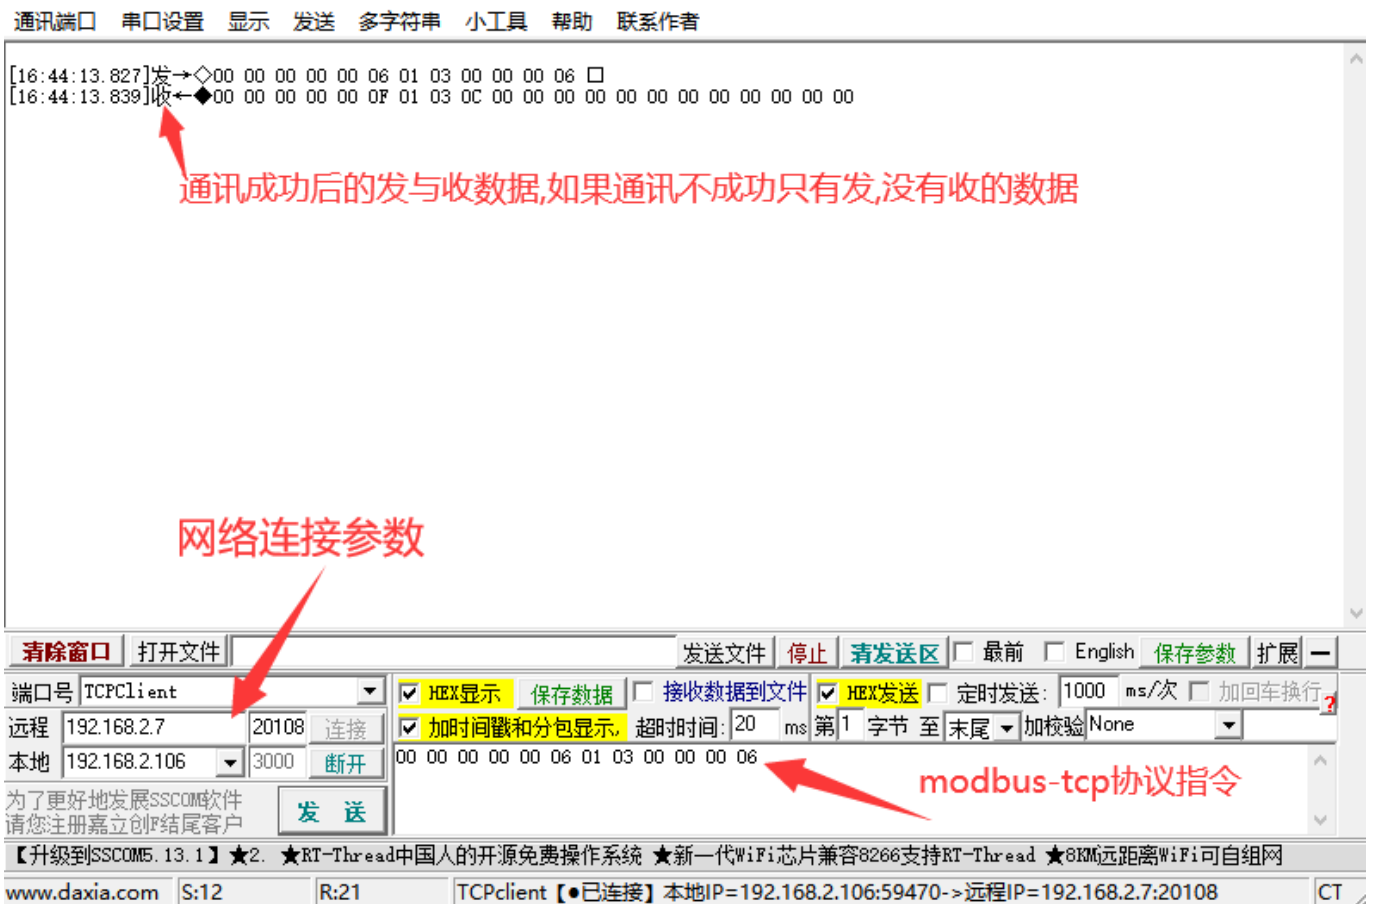 通讯端口 串口设置 显示 发送 多字符串 小工具 帮助 联系作者
[16:44:13.827]发→◇00 00 00 00 00 06 01 03 00 00 00 06 □
[16:44:13.839]收←◆00 00 00 00 00 0F 01 03 0C 00 00 00 00 00 00 00 00 00 00 00 00
通讯成功后的发与收数据,如果通讯不成功只有发,没有收的数据
网络连接参数
清除窗口 打开文件 发送文件 停止 清发送区 最前 English 保存参数 扩展 —
端口号 TCPClient HEX显示 保存数据 接收数据到文件 HEX发送 定时发送: 1000 ms/次 加回车换行 ?
远程 192.168.2.7 20108 连接 加时间戳和分包显示, 超时时间: 20 ms 第1 字节 至 末尾 加校验 None
本地 192.168.2.106 3000 断开 00 00 00 00 00 06 01 03 00 00 00 06
modbus-tcp协议指令
为了更好地发展SSCOM软件
请您注册嘉立创F结尾客户
发 送
【升级到SSCOM5.13.1】★2. ★RT-Thread中国人的开源免费操作系统 ★新一代WiFi芯片兼容8266支持RT-Thread ★8KM远距离WiFi可自组网
www.daxia.com S:12 R:21 TCPclient【●已连接】本地IP=192.168.2.106:59470->远程IP=192.168.2.7:20108 CT